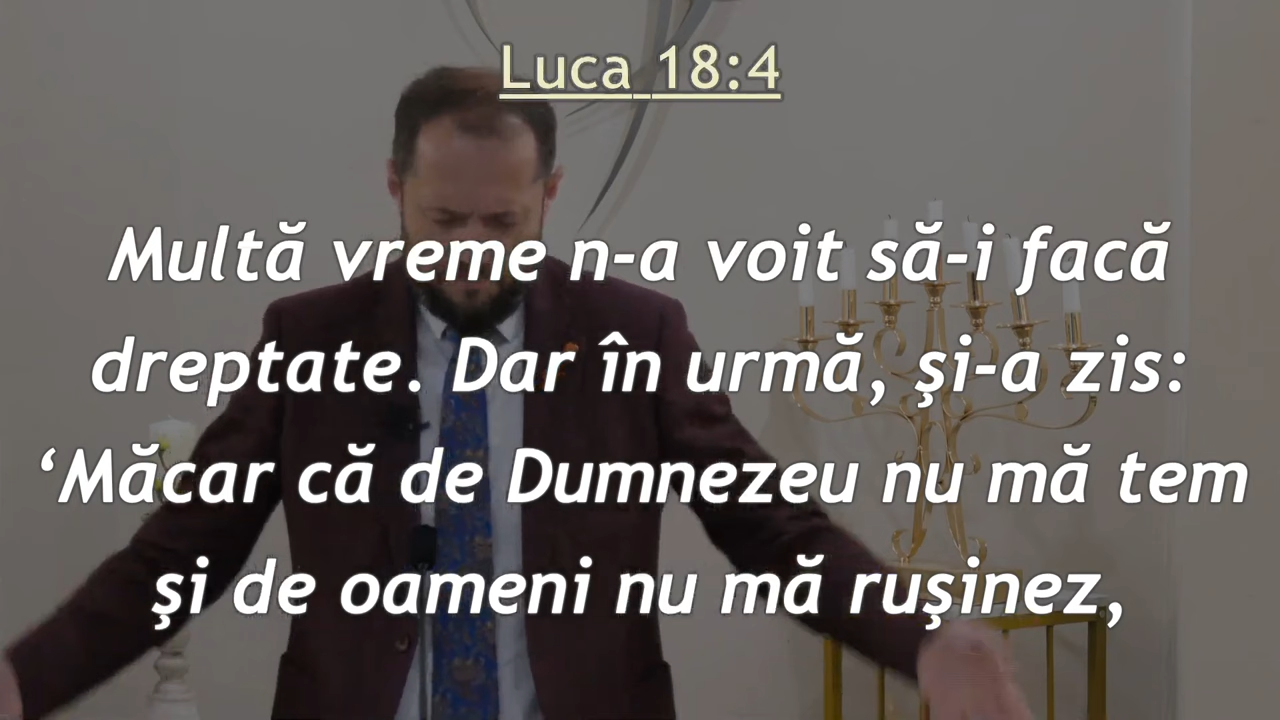 Luca 18:4
Multă vreme n-a voit să-i facă
dreptate. Dar în urmă, şi-a zis:
‘Măcar că de Dumnezeu nu mă tem
şi de oameni nu mă ruşinez,